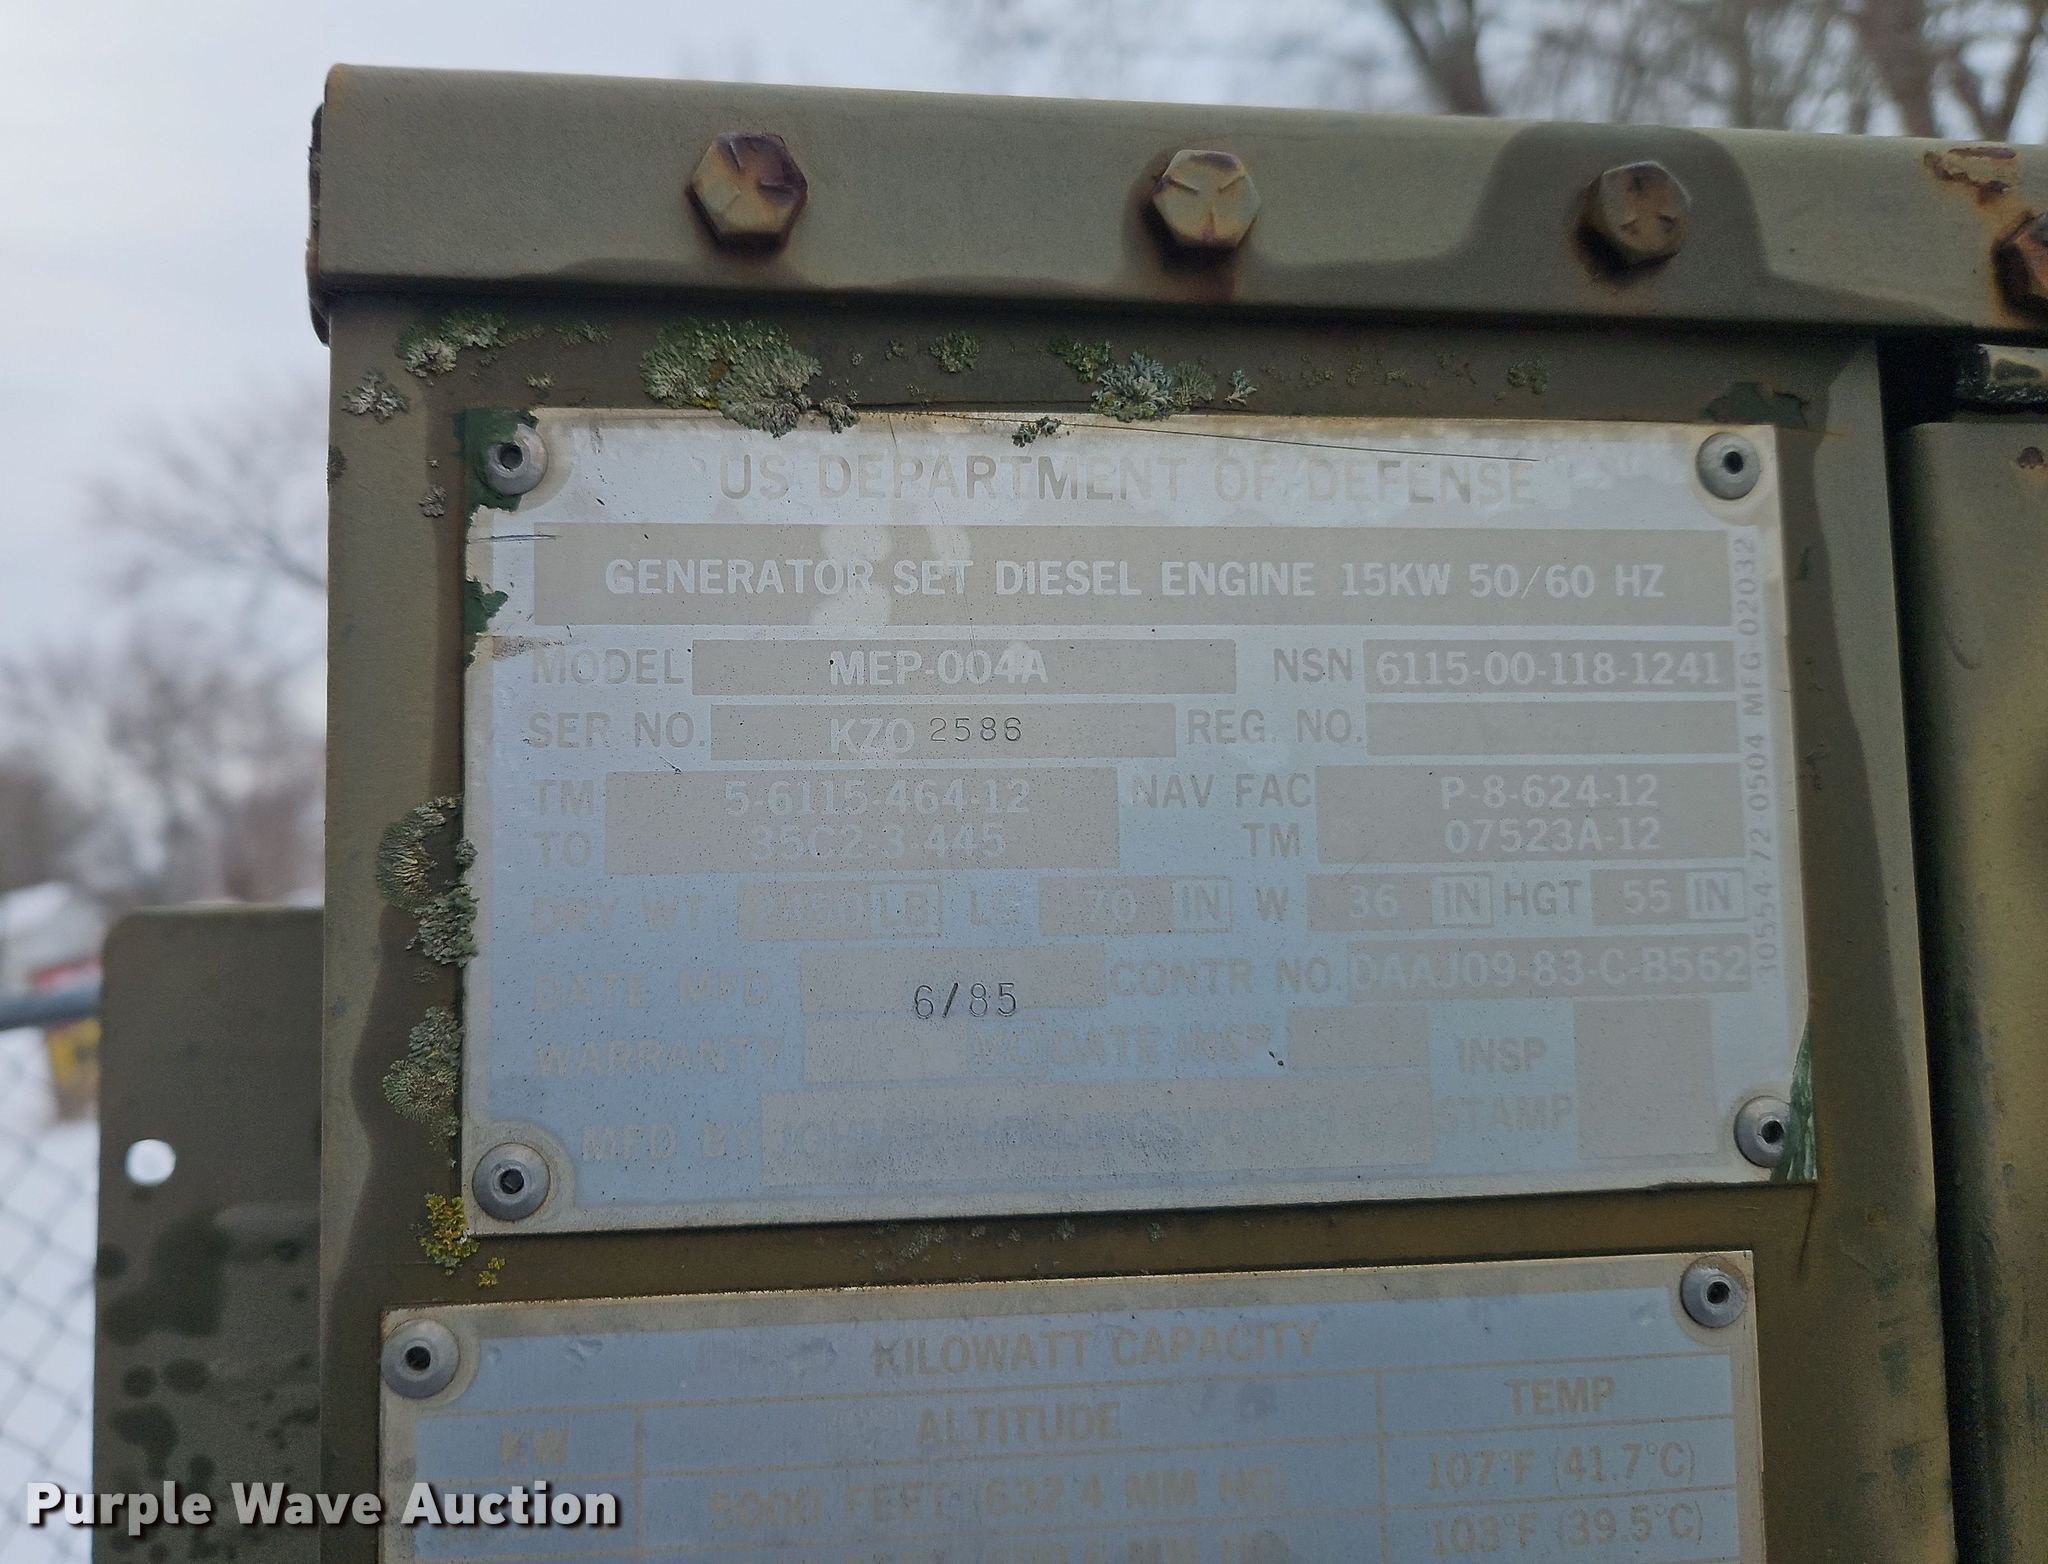 US DEPARTMENT OF DEFENSE
GENERATOR SET DIESEL ENGINE 15KW 50/60 HZ
MODEL MEP-004A NSN 6115-00-118-1241
SER NO. KZO 2586 REG. NO.
TM 5-6115-464-12 NAV FAC P-8-624-12
TO 35C2-3-445 TM 07523A-12
DRY WT LB LG 70 IN W 36 IN HGT 55 IN
DATE MFD 6/85 CONTR NO. DAAJ09-83-C-B562
WARRANTY MO DATE INSP INSP
MFD BY STAMP
30554 72-0504 MFG-02032
KILOWATT CAPACITY
KW ALTITUDE TEMP
5000 FEET (632.4 MM HG 107°F (41.7°C)
MM HG 103°F (39.5°C)
Purple Wave Auction